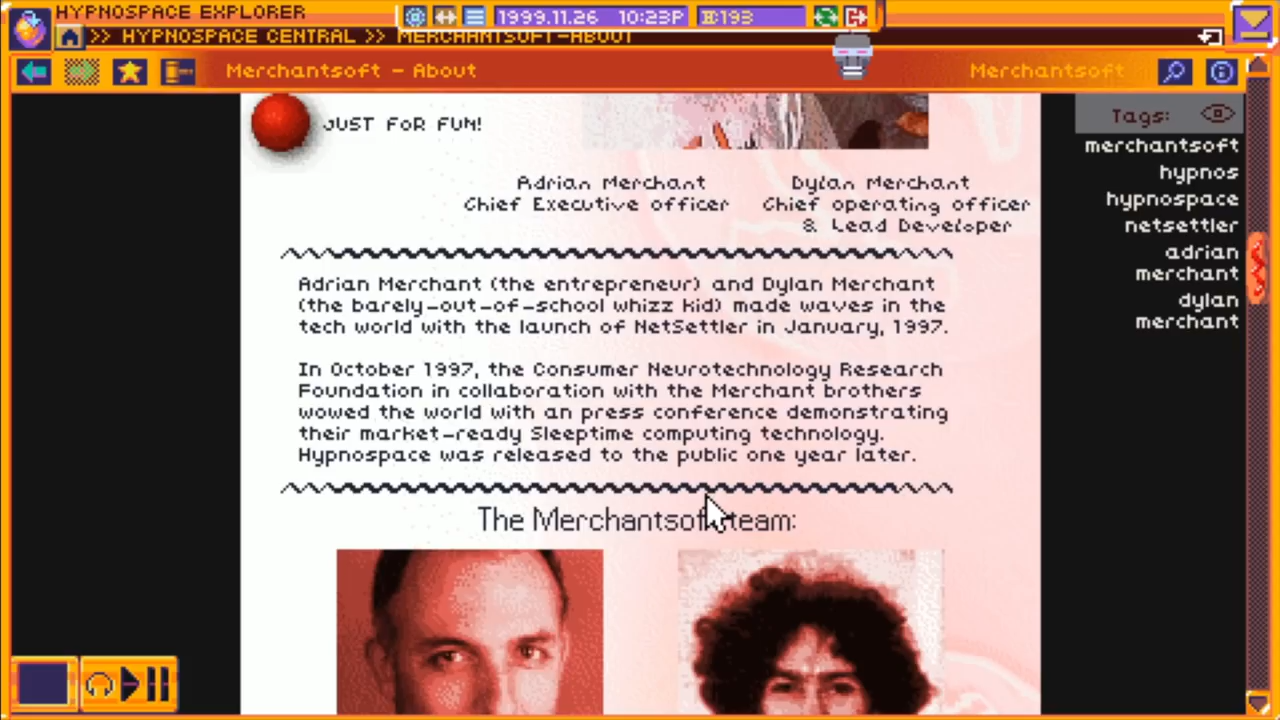 HYPNOSPACE EXPLORER
1999.11.26 10:23P
193
>> HYPNOSPACE CENTRAL >> MERCHANTSOFT-ABOUT
Merchantsoft - About
Merchantsoft
Tags:
merchantsoft
hypnos
hypnospace
netsettler
adrian
merchant
dylan
merchant
JUST FOR FUN!
Adrian Merchant
Chief Executive officer
Dylan Merchant
Chief operating officer
& Lead Developer
Adrian Merchant (the entrepreneur) and Dylan Merchant
(the barely-out-of-school whizz kid) made waves in the
tech world with the launch of NetSettler in January, 1997.
In October 1997, the Consumer Neurotechnology Research
Foundation in collaboration with the Merchant brothers
wowed the world with an press conference demonstrating
their market-ready Sleeptime computing technology.
Hypnospace was released to the public one year later.
The Merchantsoft team: